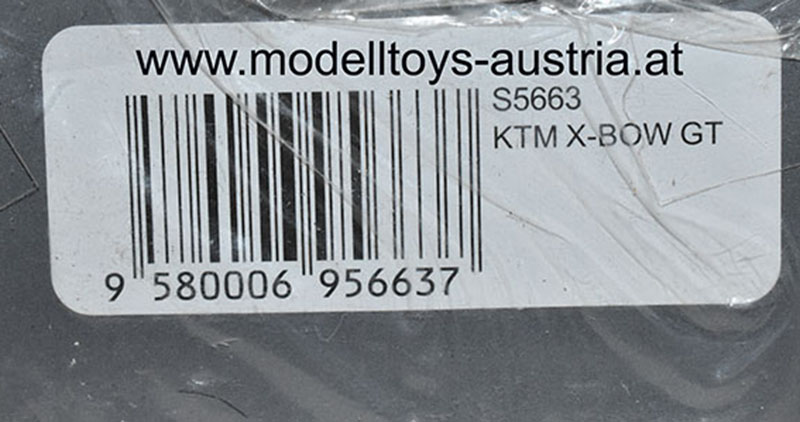 www.modelltoys-austria.at
S5663
KTM X-BOW GT
9 580006 956637